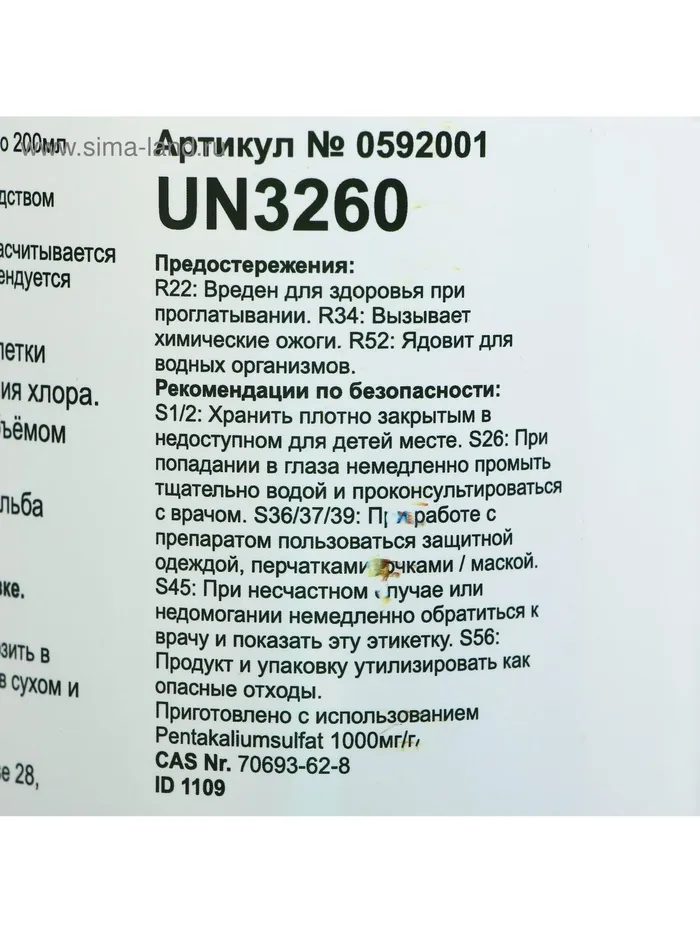 о 200мл
www.sima-land.ru
дством
асчитывается
ендуется
летки
ия хлора.
ъёмом
льба
ке.
зить в
в сухом и
е 28,
Артикул № 0592001
UN3260
Предостережения:
R22: Вреден для здоровья при
проглатывании. R34: Вызывает
химические ожоги. R52: Ядовит для
водных организмов.
Рекомендации по безопасности:
S1/2: Хранить плотно закрытым в
недоступном для детей месте. S26: При
попадании в глаза немедленно промыть
тщательно водой и проконсультироваться
с врачом. S36/37/39: При работе с
препаратом пользоваться защитной
одеждой, перчатками очками / маской.
S45: При несчастном случае или
недомогании немедленно обратиться к
врачу и показать эту этикетку. S56:
Продукт и упаковку утилизировать как
опасные отходы.
Приготовлено с использованием
Pentakaliumsulfat 1000мг/г,
CAS Nr. 70693-62-8
ID 1109